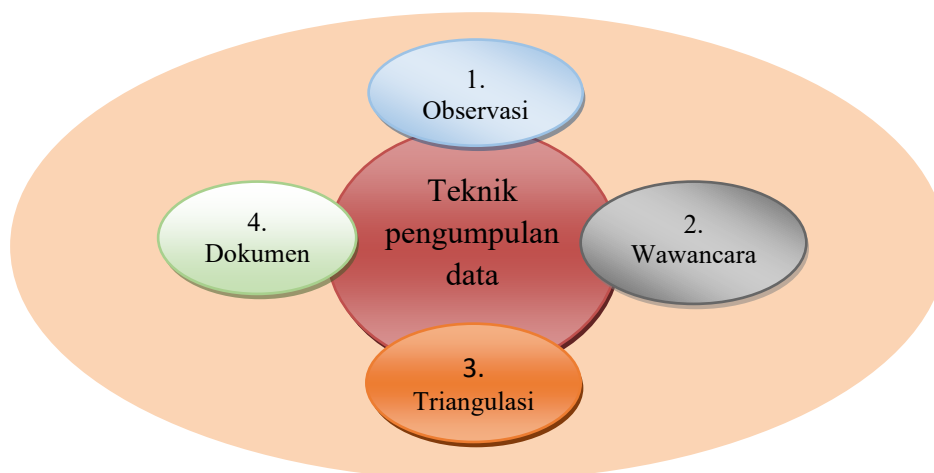 1.
Observasi
Teknik
pengumpulan
data
2.
Wawancara
3.
Triangulasi
4.
Dokumen